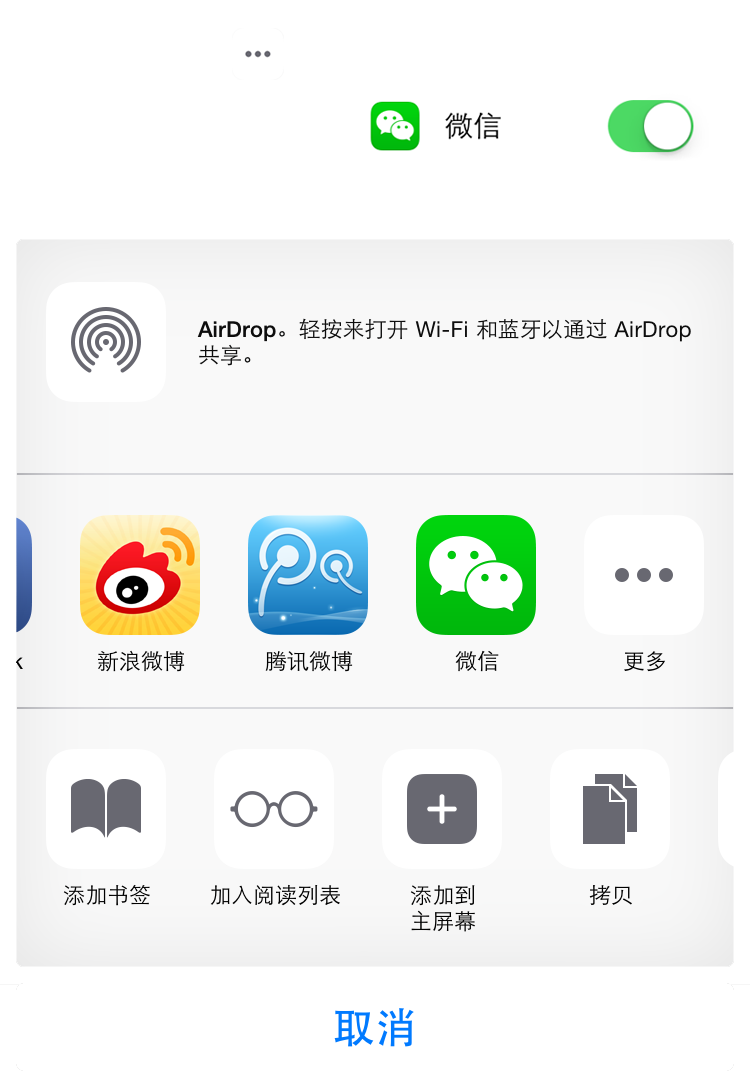 微信
AirDrop。轻按来打开 Wi-Fi 和蓝牙以通过 AirDrop
共享。
k
新浪微博
腾讯微博
微信
更多
添加书签
加入阅读列表
添加到
主屏幕
拷贝
取消